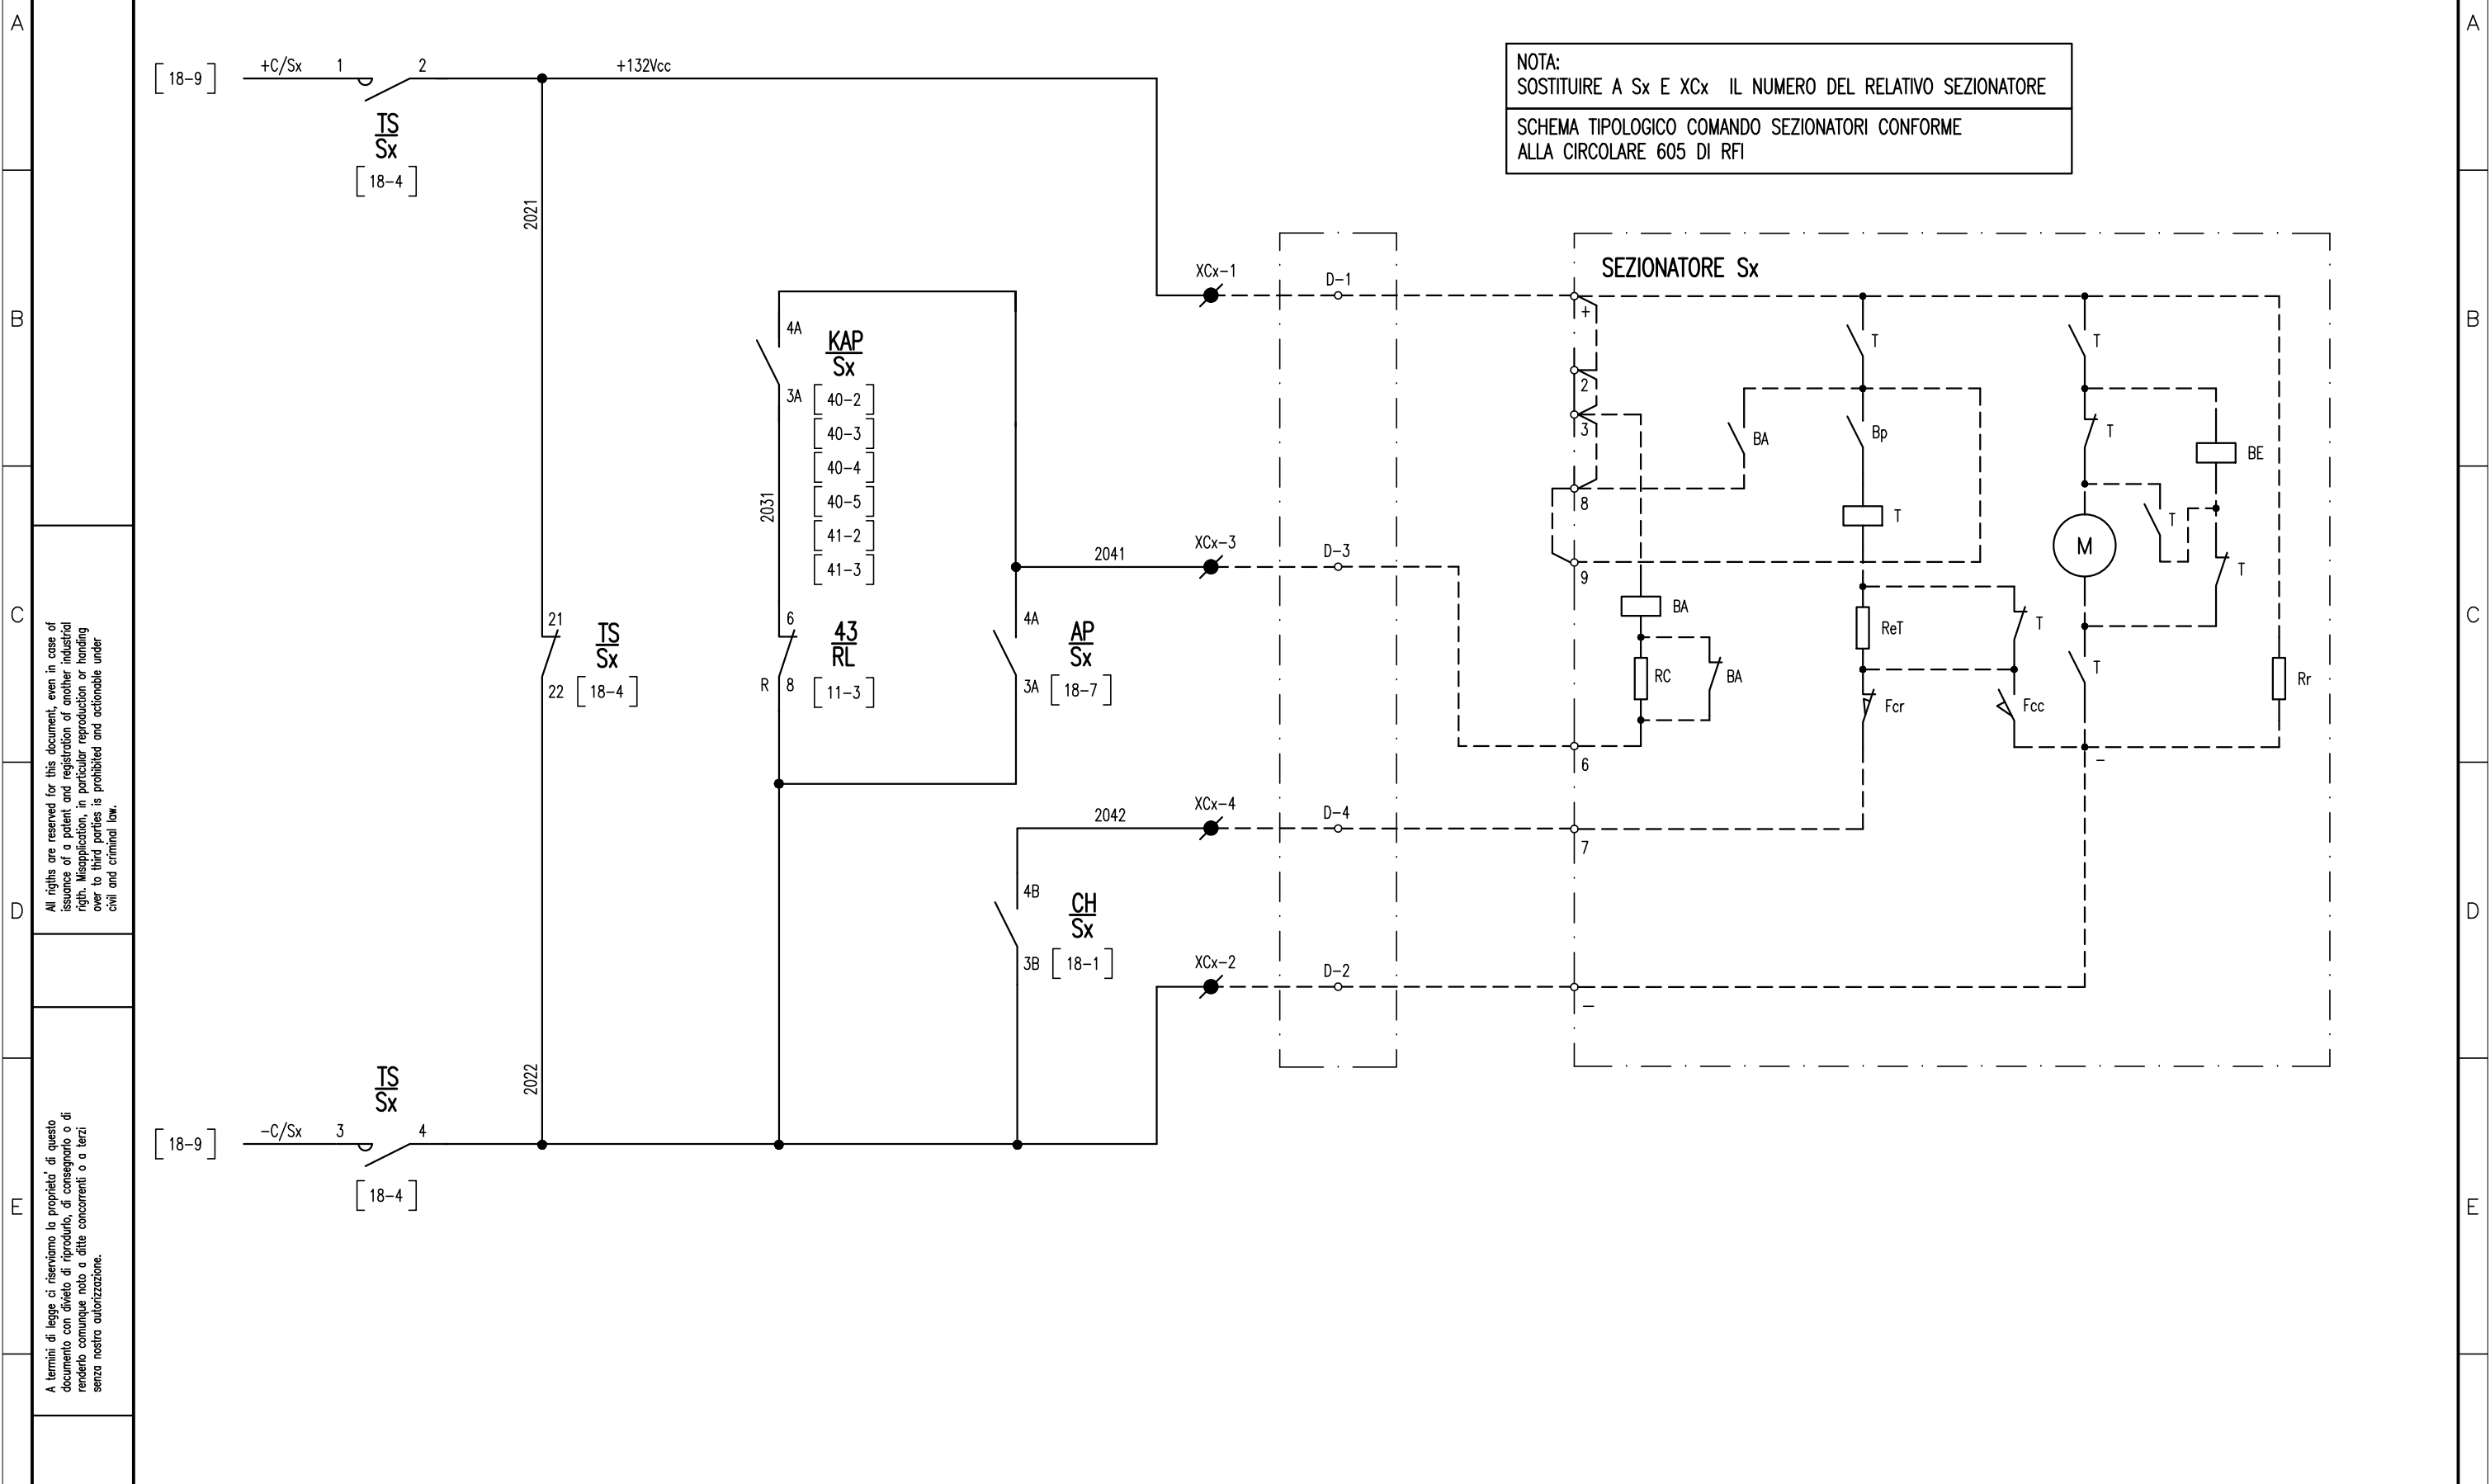 A
A
[18-9]
+C/Sx
1
2
+132Vcc
TS
Sx
[18-4]
NOTA:
SOSTITUIRE A Sx E XCx IL NUMERO DEL RELATIVO SEZIONATORE
SCHEMA TIPOLOGICO COMANDO SEZIONATORI CONFORME
ALLA CIRCOLARE 605 DI RFI
2021
B
B
4A
KAP
Sx
3A
[40-2]
[40-3]
[40-4]
[40-5]
[41-2]
[41-3]
2031
XCx-1
D-1
SEZIONATORE Sx
+
2
3
8
9
T
T
BA
Bp
T
BE
T
M
T
T
C
C
21
TS
Sx
22
[18-4]
6
43
RL
R
8
[11-3]
2041
4A
AP
Sx
3A
[18-7]
XCx-3
D-3
BA
RC
BA
ReT
T
Fcr
Fcc
T
Rr
6
-
7
D
D
2042
XCx-4
D-4
4B
CH
Sx
3B
[18-1]
XCx-2
D-2
-
2022
E
E
TS
Sx
[18-9]
-C/Sx
3
4
[18-4]
All rigths are reserved for this document, even in case of
issuance of a patent and registration of another industrial
rigth. Misapplication, in particular reproduction or handing
over to third parties is prohibited and actionable under
civil and criminal law.
A termini di legge ci riserviamo la proprieta' di questo
documento con divieto di riprodurlo, di consegnarlo o di
renderlo comunque noto a ditte concorrenti o a terzi
senza nostra autorizzazione.